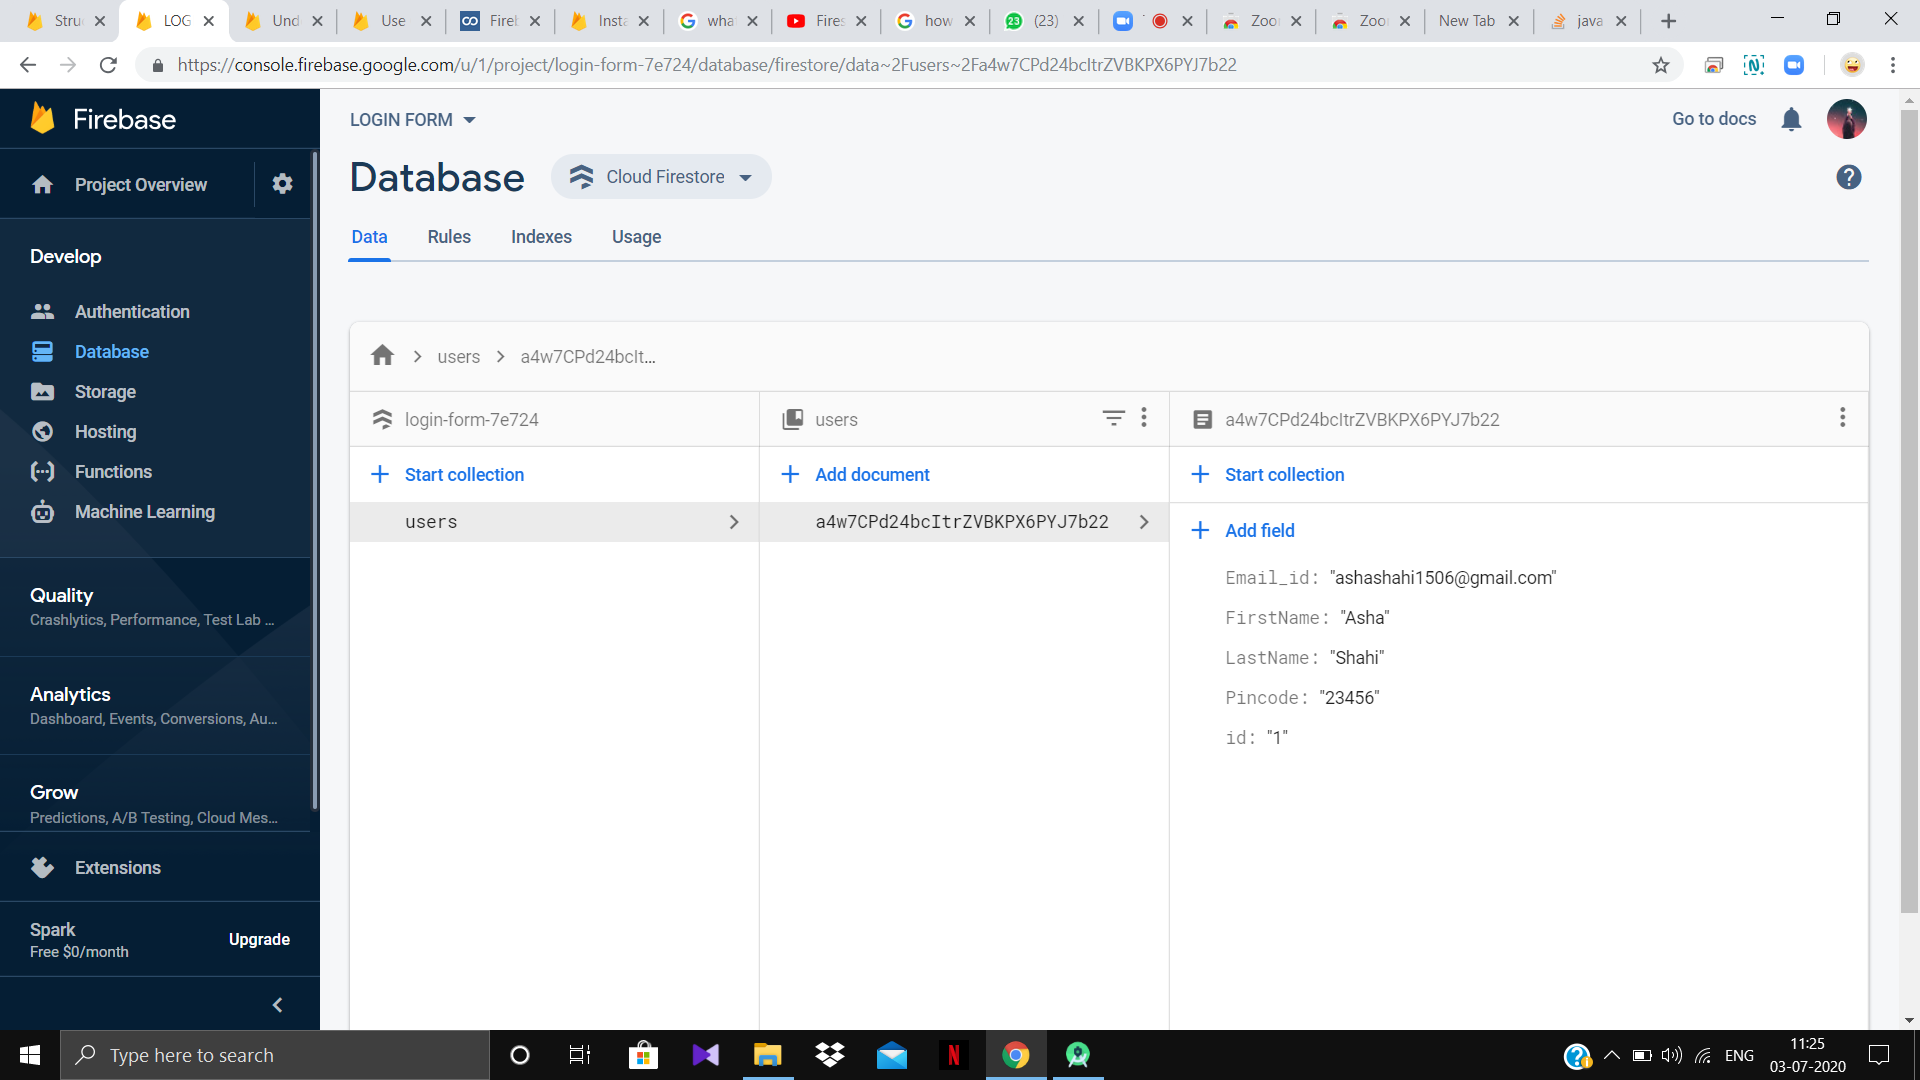 Stru
LOG
Und
Use
Firel
Insta
wha
Fires
how
(23)
Zoo
Zoo
New Tab
java
https://console.firebase.google.com/u/1/project/login-form-7e724/database/firestore/data~2Fusers~2Fa4w7CPd24bcItrZVBKPX6PYJ7b22
Firebase
LOGIN FORM
Go to docs
Project Overview
Database
Cloud Firestore
Data
Rules
Indexes
Usage
Develop
Authentication
Database
Storage
Hosting
Functions
Machine Learning
Quality
Crashlytics, Performance, Test Lab ...
Analytics
Dashboard, Events, Conversions, Au...
Grow
Predictions, A/B Testing, Cloud Mes...
Extensions
Spark
Free $0/month
Upgrade
users
a4w7CPd24bcIt...
login-form-7e724
users
a4w7CPd24bcItrZVBKPX6PYJ7b22
Start collection
Add document
Start collection
users
a4w7CPd24bcItrZVBKPX6PYJ7b22
Add field
Email_id: "ashashahi1506@gmail.com"
FirstName: "Asha"
LastName: "Shahi"
Pincode: "23456"
id: "1"
Type here to search
ENG
11:25
03-07-2020